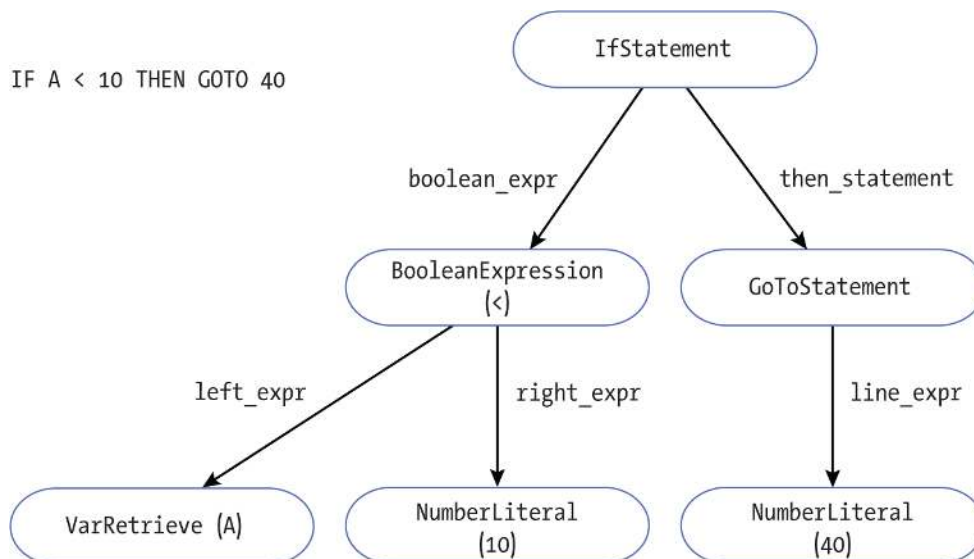 IfStatement
IF A < 10 THEN GOTO 40
boolean_expr
then_statement
BooleanExpression
(<)
GoToStatement
left_expr
right_expr
line_expr
VarRetrieve (A)
NumberLiteral
(10)
NumberLiteral
(40)